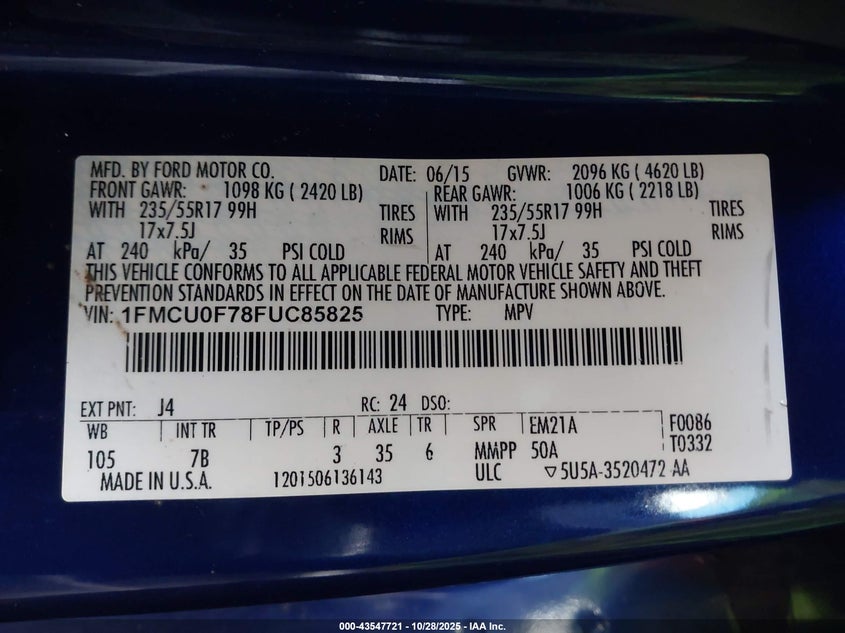 MFD. BY FORD MOTOR CO. DATE: 06/15 GVWR: 2096 KG ( 4620 LB)
FRONT GAWR: 1098 KG ( 2420 LB) REAR GAWR: 1006 KG ( 2218 LB)
WITH 235/55R17 99H TIRES WITH 235/55R17 99H TIRES
17x7.5J RIMS 17x7.5J RIMS
AT 240 kPa/ 35 PSI COLD AT 240 kPa/ 35 PSI COLD
THIS VEHICLE CONFORMS TO ALL APPLICABLE FEDERAL MOTOR VEHICLE SAFETY AND THEFT
PREVENTION STANDARDS IN EFFECT ON THE DATE OF MANUFACTURE SHOWN ABOVE.
VIN: 1FMCU0F78FUC85825 TYPE: MPV
EXT PNT: J4 RC: 24 DSO:
WB INT TR TP/PS R AXLE TR SPR EM21A F0086
105 7B 3 35 6 MMPP 50A T0332
MADE IN U.S.A. 1201506136143 ULC ▽5U5A-3520472 AA
000-43547721 | 10/28/2025 | IAA Inc.